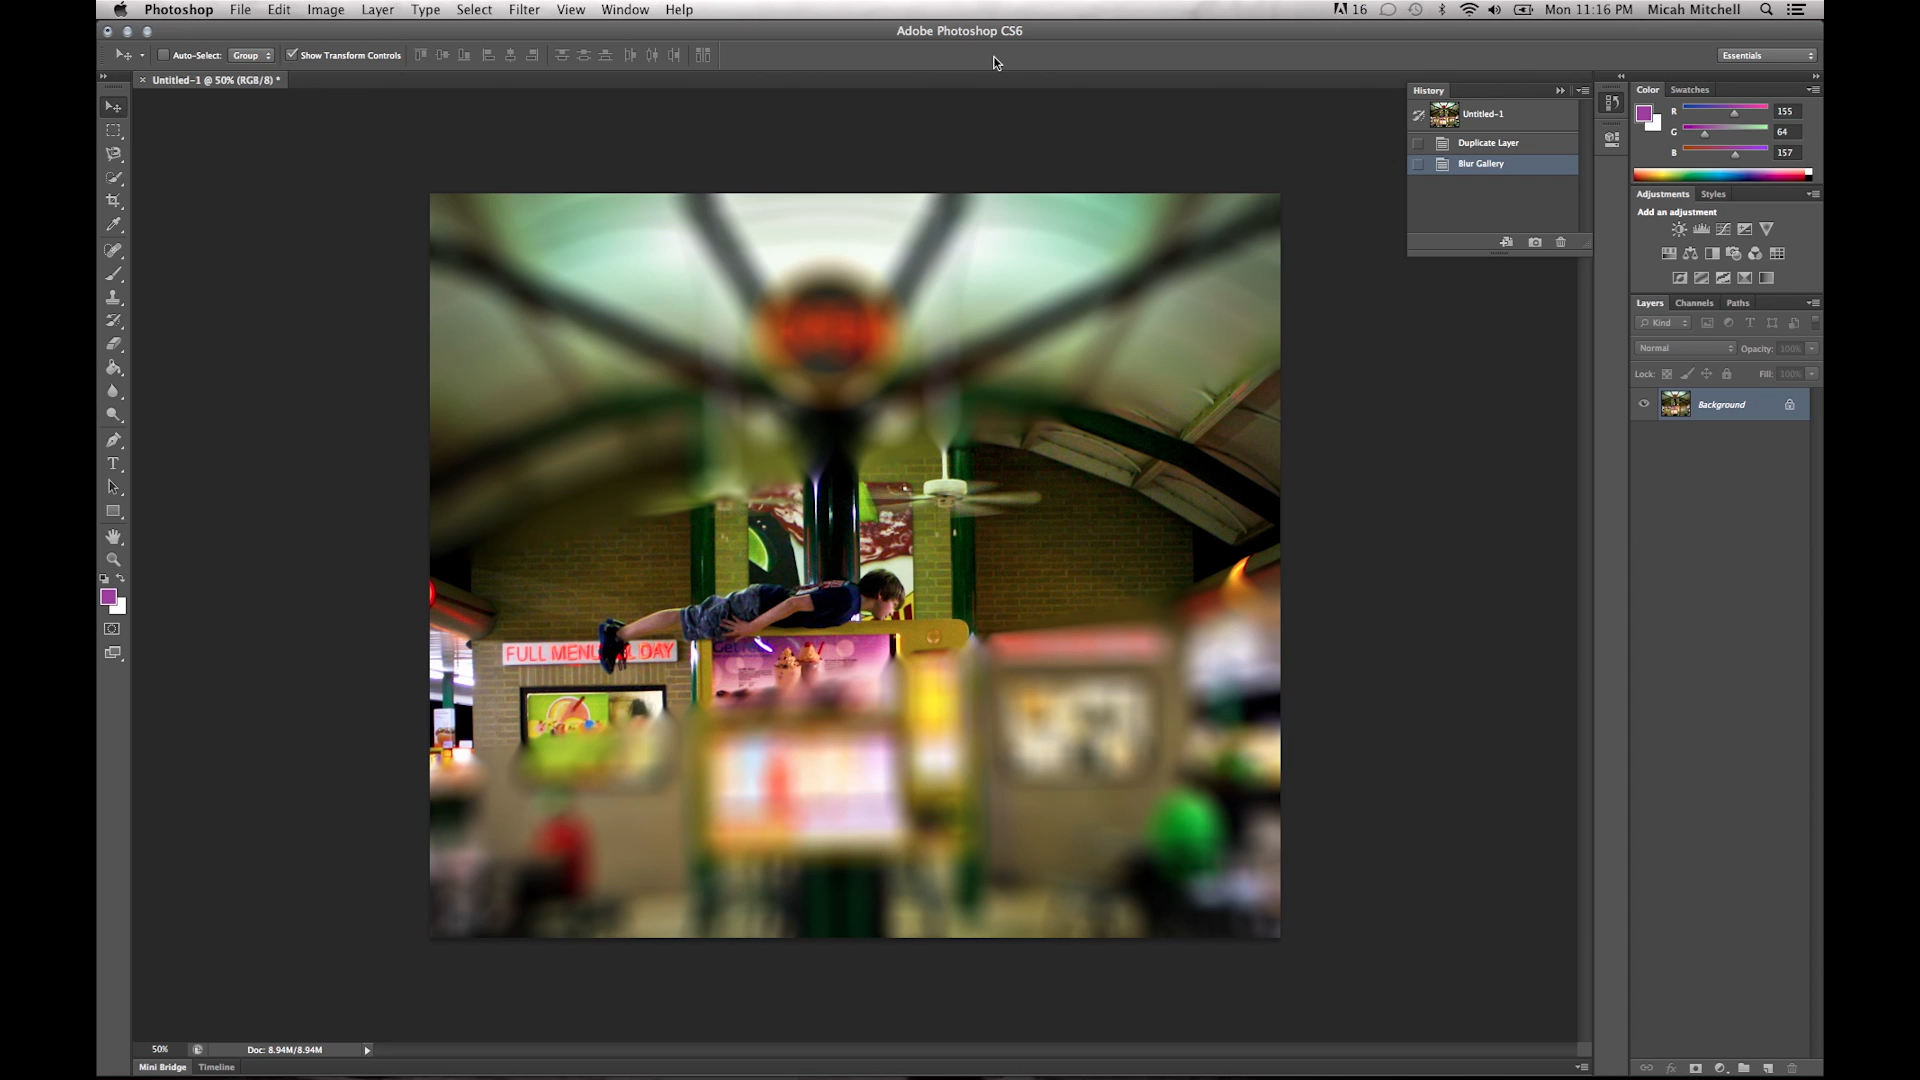 Photoshop File Edit Image Layer Type Select Filter View Window Help 16 Mon 11:16 PM Micah Mitchell
Adobe Photoshop CS6
Auto-Select: Group Show Transform Controls Essentials
× Untitled-1 @ 50% (RGB/8) *
History
Untitled-1
Duplicate Layer
Blur Gallery
Color Swatches
R 155
G 64
B 157
Adjustments Styles
Add an adjustment
Layers Channels Paths
Kind
Normal Opacity: 100%
Lock: Fill: 100%
Background
FULL MENU DAY
50% Doc: 8.94M/8.94M
Mini Bridge Timeline